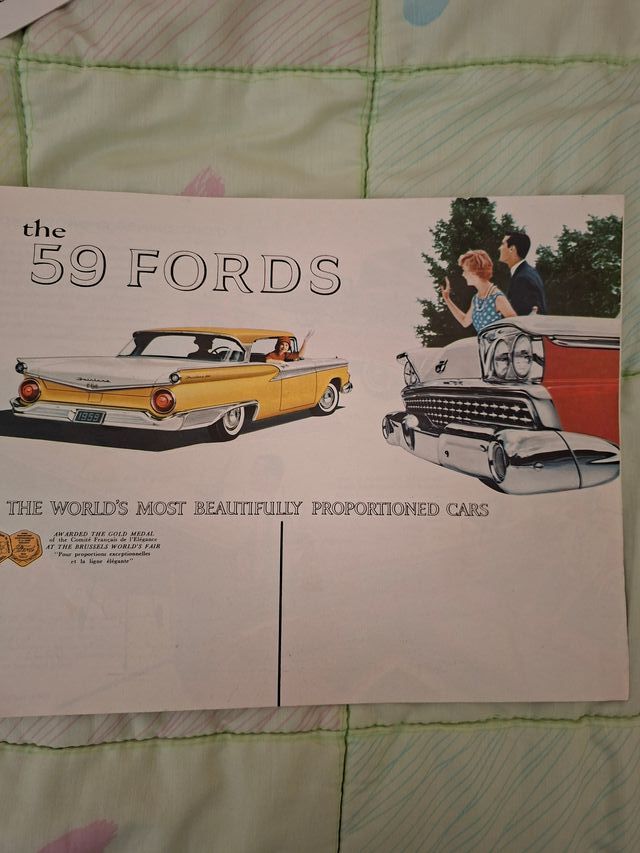 the
59 FORDS
1959
THE WORLD'S MOST BEAUTIFULLY PROPORTIONED CARS
AWARDED THE GOLD MEDAL
of the Comité Français de l'Elégance
AT THE BRUSSELS WORLD'S FAIR
"Pour proportions exceptionnelles
et la ligne élégante"